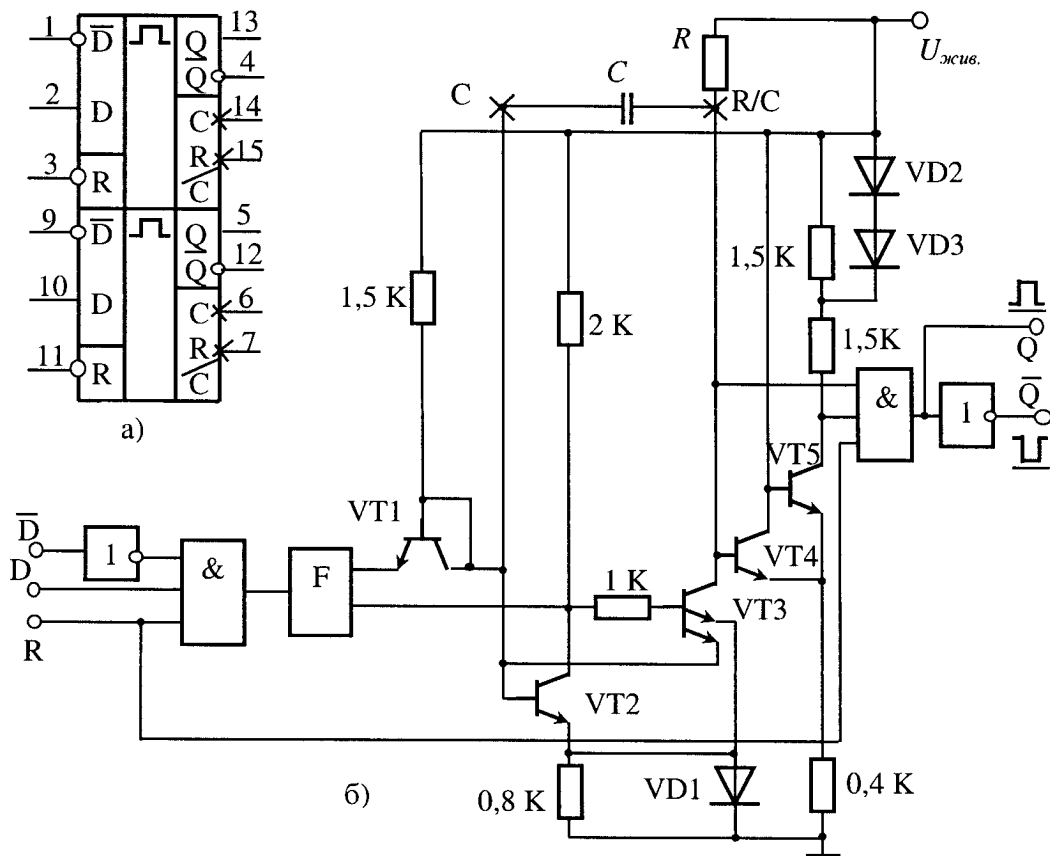 1 D̅ Q 13
Q̅ 4
2 D C 14
3 R R/C 15
9 D̅ Q 5
Q̅ 12
10 D C 6
11 R R/C 7
а)
R
Uжив.
C
C
R/C
VD2
VD3
1,5 K
1,5 K
2 K
1,5K
Q
&
1
Q̅
VT5
VT1
VT4
D̅
1
D
&
F
1 K
VT3
R
VT2
б)
0,8 K
VD1
0,4 K